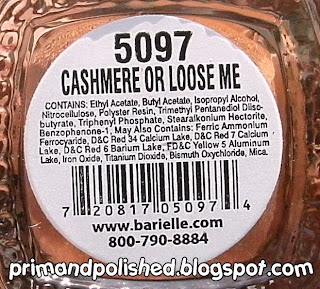 5097
CASHMERE OR LOOSE ME
CONTAINS: Ethyl Acetate, Butyl Acetate, Isopropyl Alcohol,
Nitrocellulose, Polyster Resin, Trimethyl Pentanediol Diiso-
butyrate, Triphenyl Phosphate, Stearalkonium Hectorite,
Benzophenone-1, May Also Contains: Ferric Ammonium
Ferrocyaride, D&C Red 34 Calcium Lake, D&C Red 7 Calcium
Lake, D&C Red 6 Barium Lake, FD&C Yellow 5 Aluminum
Lake, Iron Oxide, Titanium Dioxide, Bismuth Oxychloride, Mica.
7 20817 05097 4
www.barielle.com
800-790-8884
primandpolished.blogspot.com